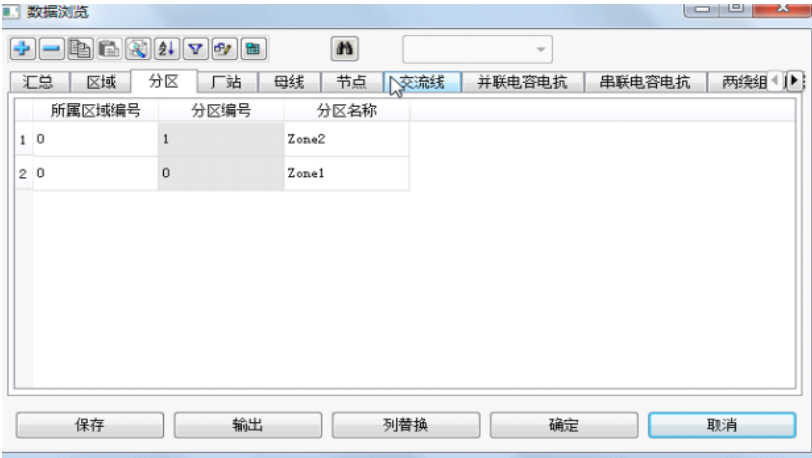 数据浏览
汇总 区域 分区 厂站 母线 节点 交流线 并联电容电抗 串联电容电抗 两绕组
所属区域编号 分区编号 分区名称
1 0 1 Zone2
2 0 0 Zone1
保存 输出 列替换 确定 取消